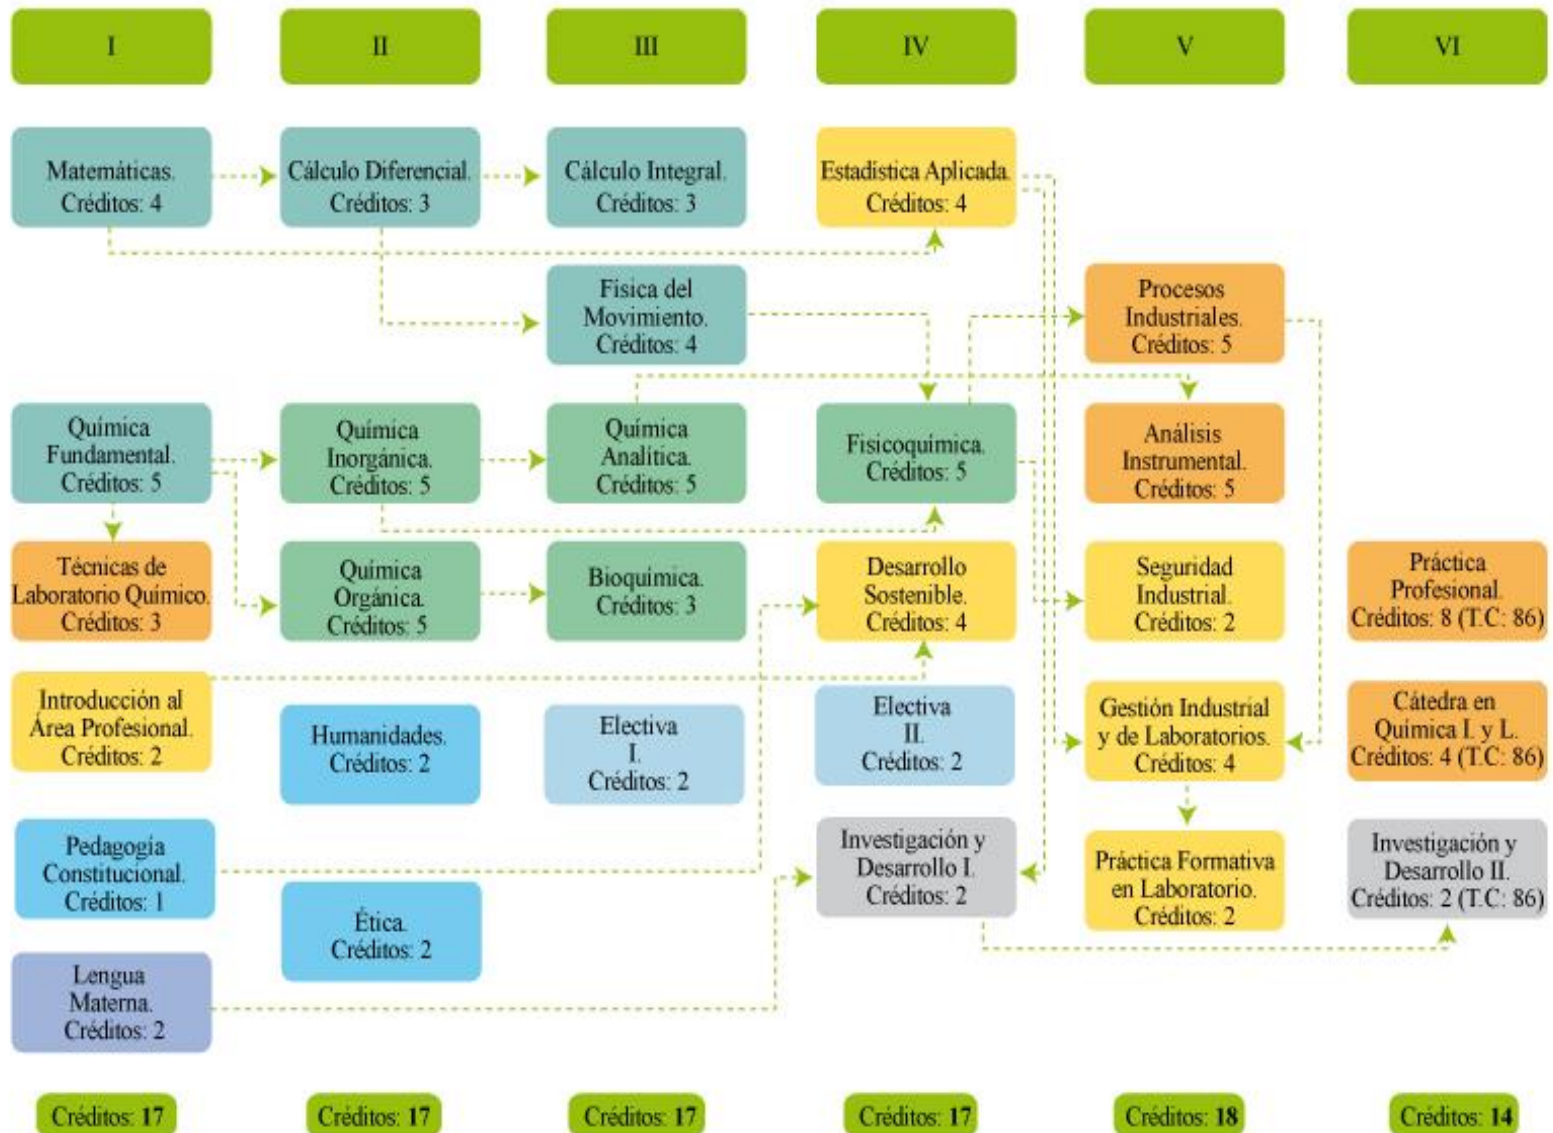 I
II
III
IV
V
VI
Matemáticas.
Créditos: 4
Cálculo Diferencial.
Créditos: 3
Cálculo Integral.
Créditos: 3
Estadística Aplicada.
Créditos: 4
Física del
Movimiento.
Créditos: 4
Procesos
Industriales.
Créditos: 5
Química
Fundamental.
Créditos: 5
Química
Inorgánica.
Créditos: 5
Química
Analítica.
Créditos: 5
Fisicoquímica.
Créditos: 5
Análisis
Instrumental.
Créditos: 5
Técnicas de
Laboratorio Químico.
Créditos: 3
Química
Orgánica.
Créditos: 5
Bioquímica.
Créditos: 3
Desarrollo
Sostenible.
Créditos: 4
Seguridad
Industrial.
Créditos: 2
Práctica
Profesional.
Créditos: 8 (T.C: 86)
Introducción al
Área Profesional.
Créditos: 2
Humanidades.
Créditos: 2
Electiva
I.
Créditos: 2
Electiva
II.
Créditos: 2
Gestión Industrial
y de Laboratorios.
Créditos: 4
Cátedra en
Química I. y L.
Créditos: 4 (T.C: 86)
Pedagogía
Constitucional.
Créditos: 1
Ética.
Créditos: 2
Investigación y
Desarrollo I.
Créditos: 2
Práctica Formativa
en Laboratorio.
Créditos: 2
Investigación y
Desarrollo II.
Créditos: 2 (T.C: 86)
Lengua
Materna.
Créditos: 2
Créditos: 17
Créditos: 17
Créditos: 17
Créditos: 17
Créditos: 18
Créditos: 14